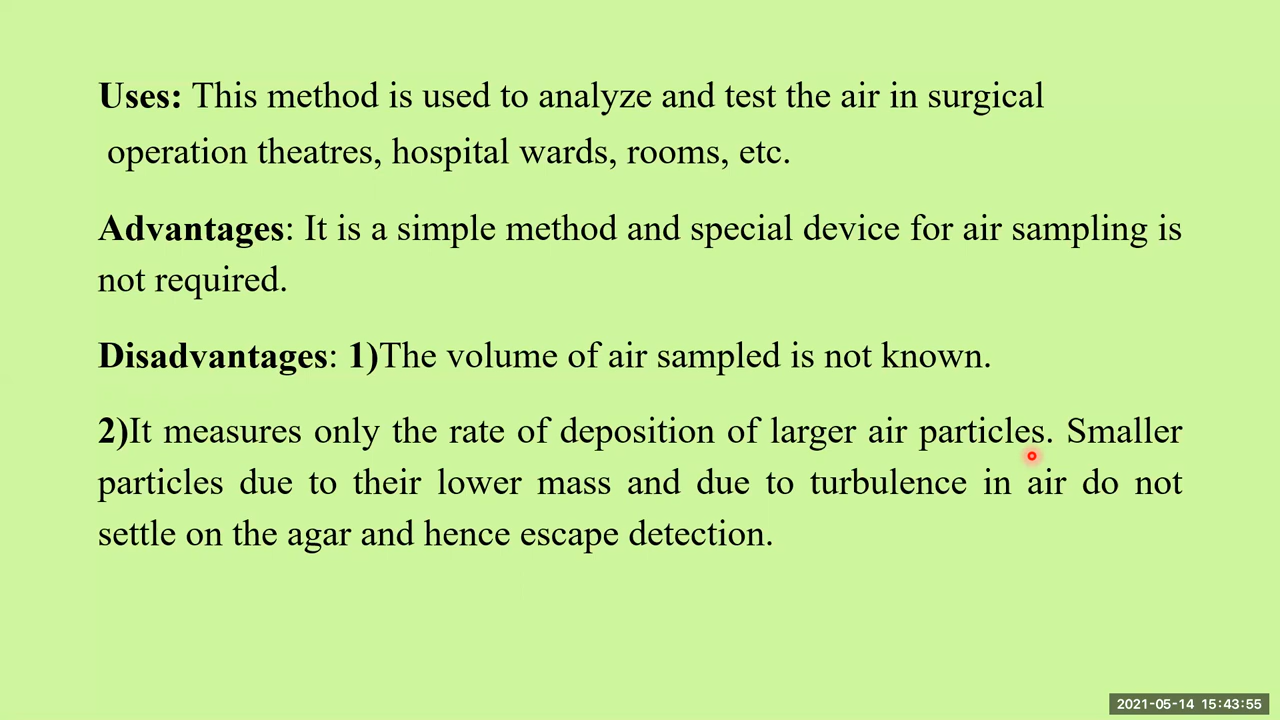 Uses: This method is used to analyze and test the air in surgical
operation theatres, hospital wards, rooms, etc.
Advantages: It is a simple method and special device for air sampling is
not required.
Disadvantages: 1)The volume of air sampled is not known.
2)It measures only the rate of deposition of larger air particles. Smaller
particles due to their lower mass and due to turbulence in air do not
settle on the agar and hence escape detection.
2021-05-14 15:43:55